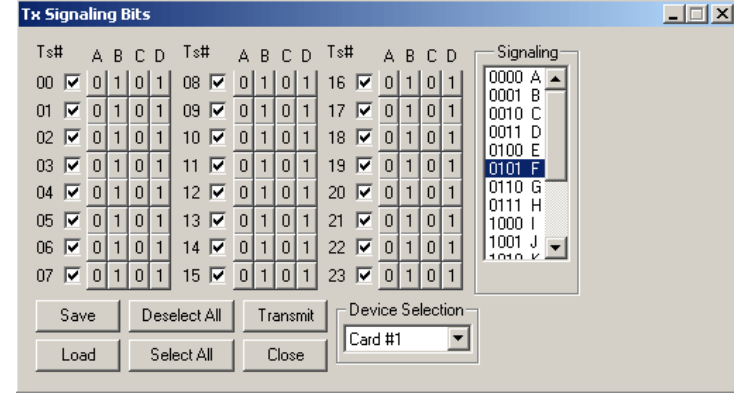 Tx Signaling Bits
Ts# A B C D Ts# A B C D Ts# A B C D Signaling
00 0 1 0 1 08 0 1 0 1 16 0 1 0 1
01 0 1 0 1 09 0 1 0 1 17 0 1 0 1
02 0 1 0 1 10 0 1 0 1 18 0 1 0 1
03 0 1 0 1 11 0 1 0 1 19 0 1 0 1
04 0 1 0 1 12 0 1 0 1 20 0 1 0 1
05 0 1 0 1 13 0 1 0 1 21 0 1 0 1
06 0 1 0 1 14 0 1 0 1 22 0 1 0 1
07 0 1 0 1 15 0 1 0 1 23 0 1 0 1
0000 A
0001 B
0010 C
0011 D
0100 E
0101 F
0110 G
0111 H
1000 I
1001 J
1010 K
Save Deselect All Transmit
Load Select All Close
Device Selection
Card #1